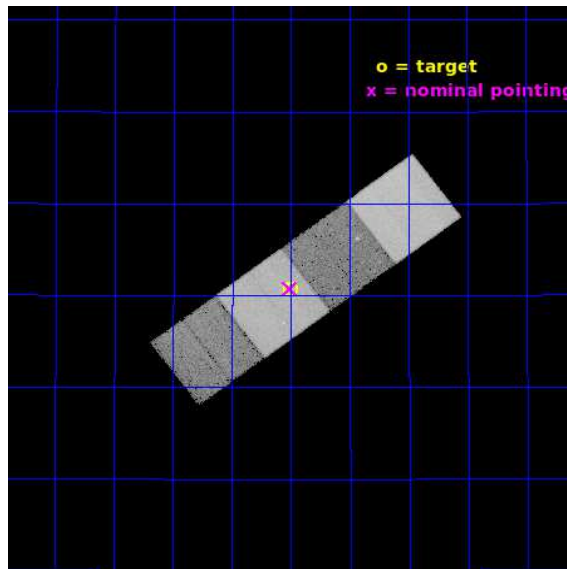 o = target
x = nominal pointing